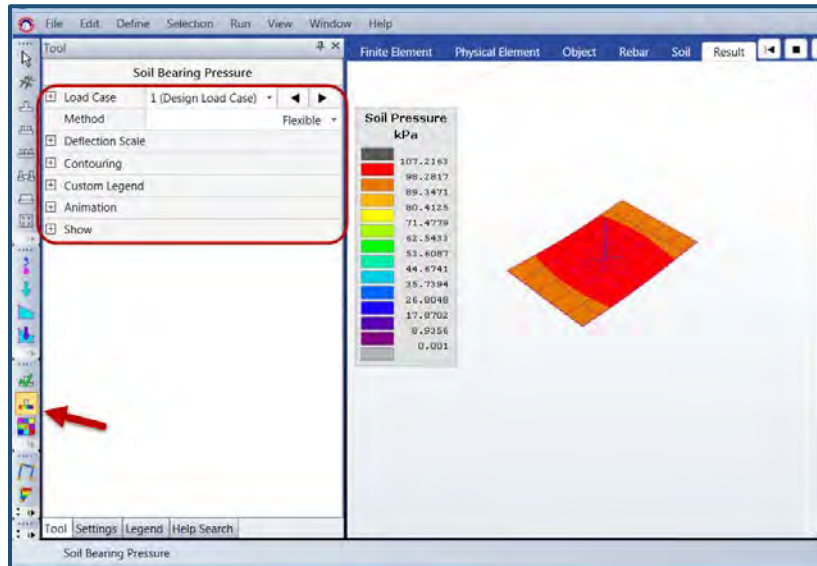 File Edit Define Selection Run View Window Help
Tool
Soil Bearing Pressure
Load Case 1 (Design Load Case)
Method Flexible
Deflection Scale
Contouring
Custom Legend
Animation
Show
Tool Settings Legend Help Search
Soil Bearing Pressure
Finite Element Physical Element Object Rebar Soil Result
Soil Pressure
kPa
107.2163
98.2817
89.3471
80.4125
71.4779
62.5433
53.6087
44.6741
35.7394
26.8048
17.8702
8.9356
0.001